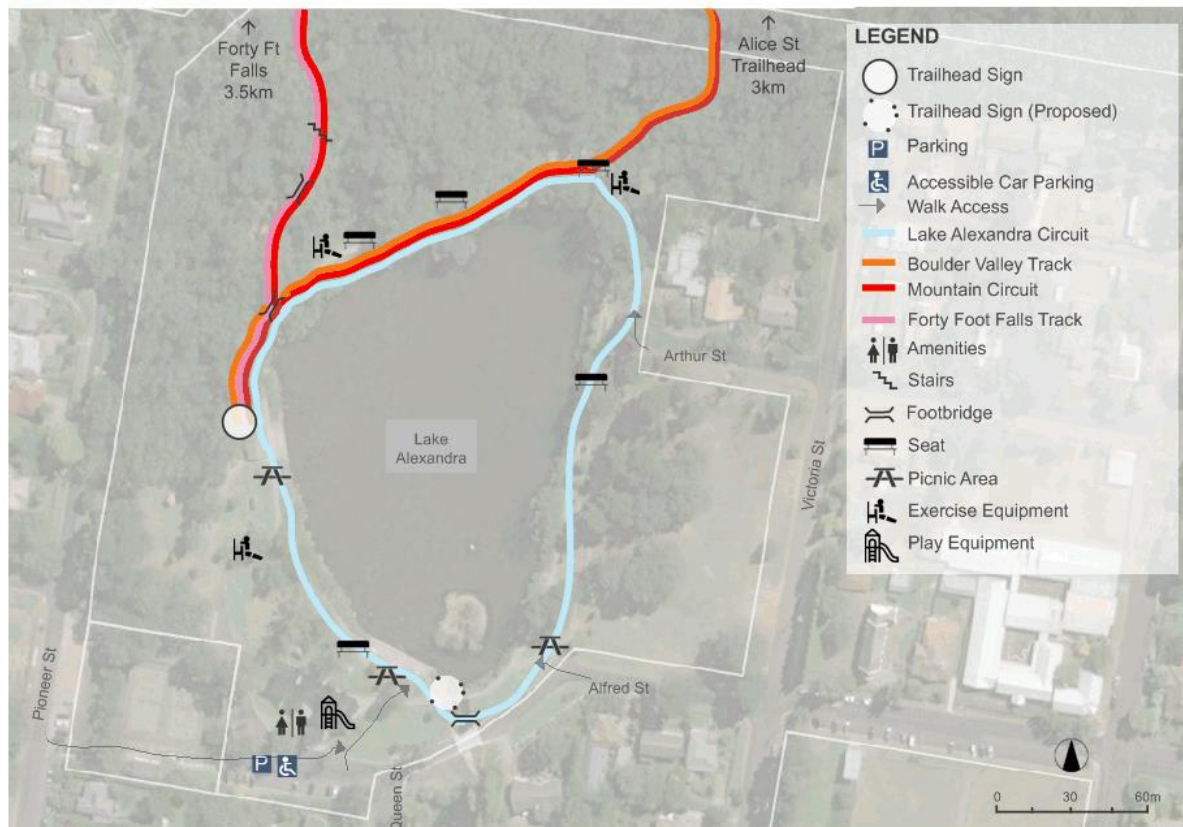 Forty Ft
Falls
3.5km
Alice St
Trailhead
3km
LEGEND
Trailhead Sign
Trailhead Sign (Proposed)
P
Parking
Accessible Car Parking
Walk Access
Lake Alexandra Circuit
Boulder Valley Track
Mountain Circuit
Forty Foot Falls Track
Amenities
Stairs
Footbridge
Seat
Picnic Area
Exercise Equipment
Play Equipment
Arthur St
Lake
Alexandra
Victoria St
Alfred St
Pioneer St
P
Queen St
0 30 60m